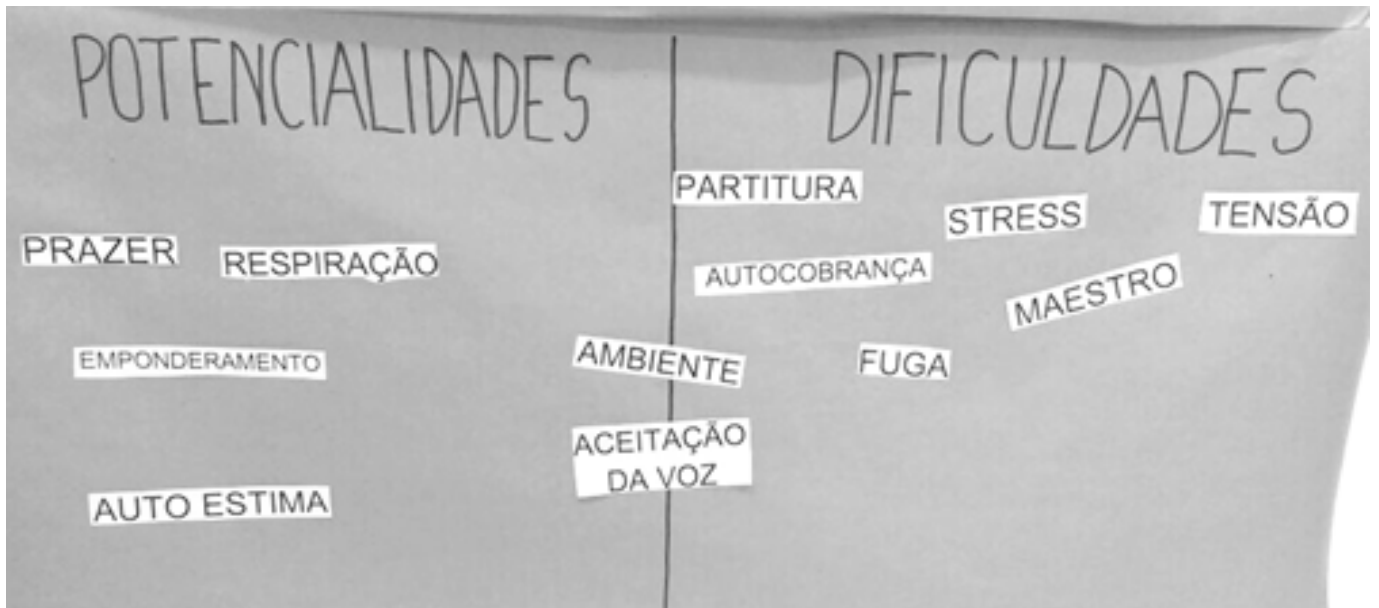 POTENCIALIDADES
DIFICULDADES
PRAZER
RESPIRAÇÃO
EMPONDERAMENTO
AUTO ESTIMA
AMBIENTE
ACEITAÇÃO
DA VOZ
PARTITURA
STRESS
TENSÃO
AUTOCOBRANÇA
MAESTRO
FUGA